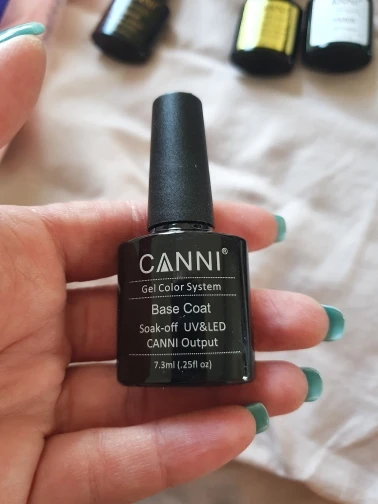 CANNI®
Gel Color System
Base Coat
Soak-off UV&LED
CANNI Output
7.3ml (.25fl oz)